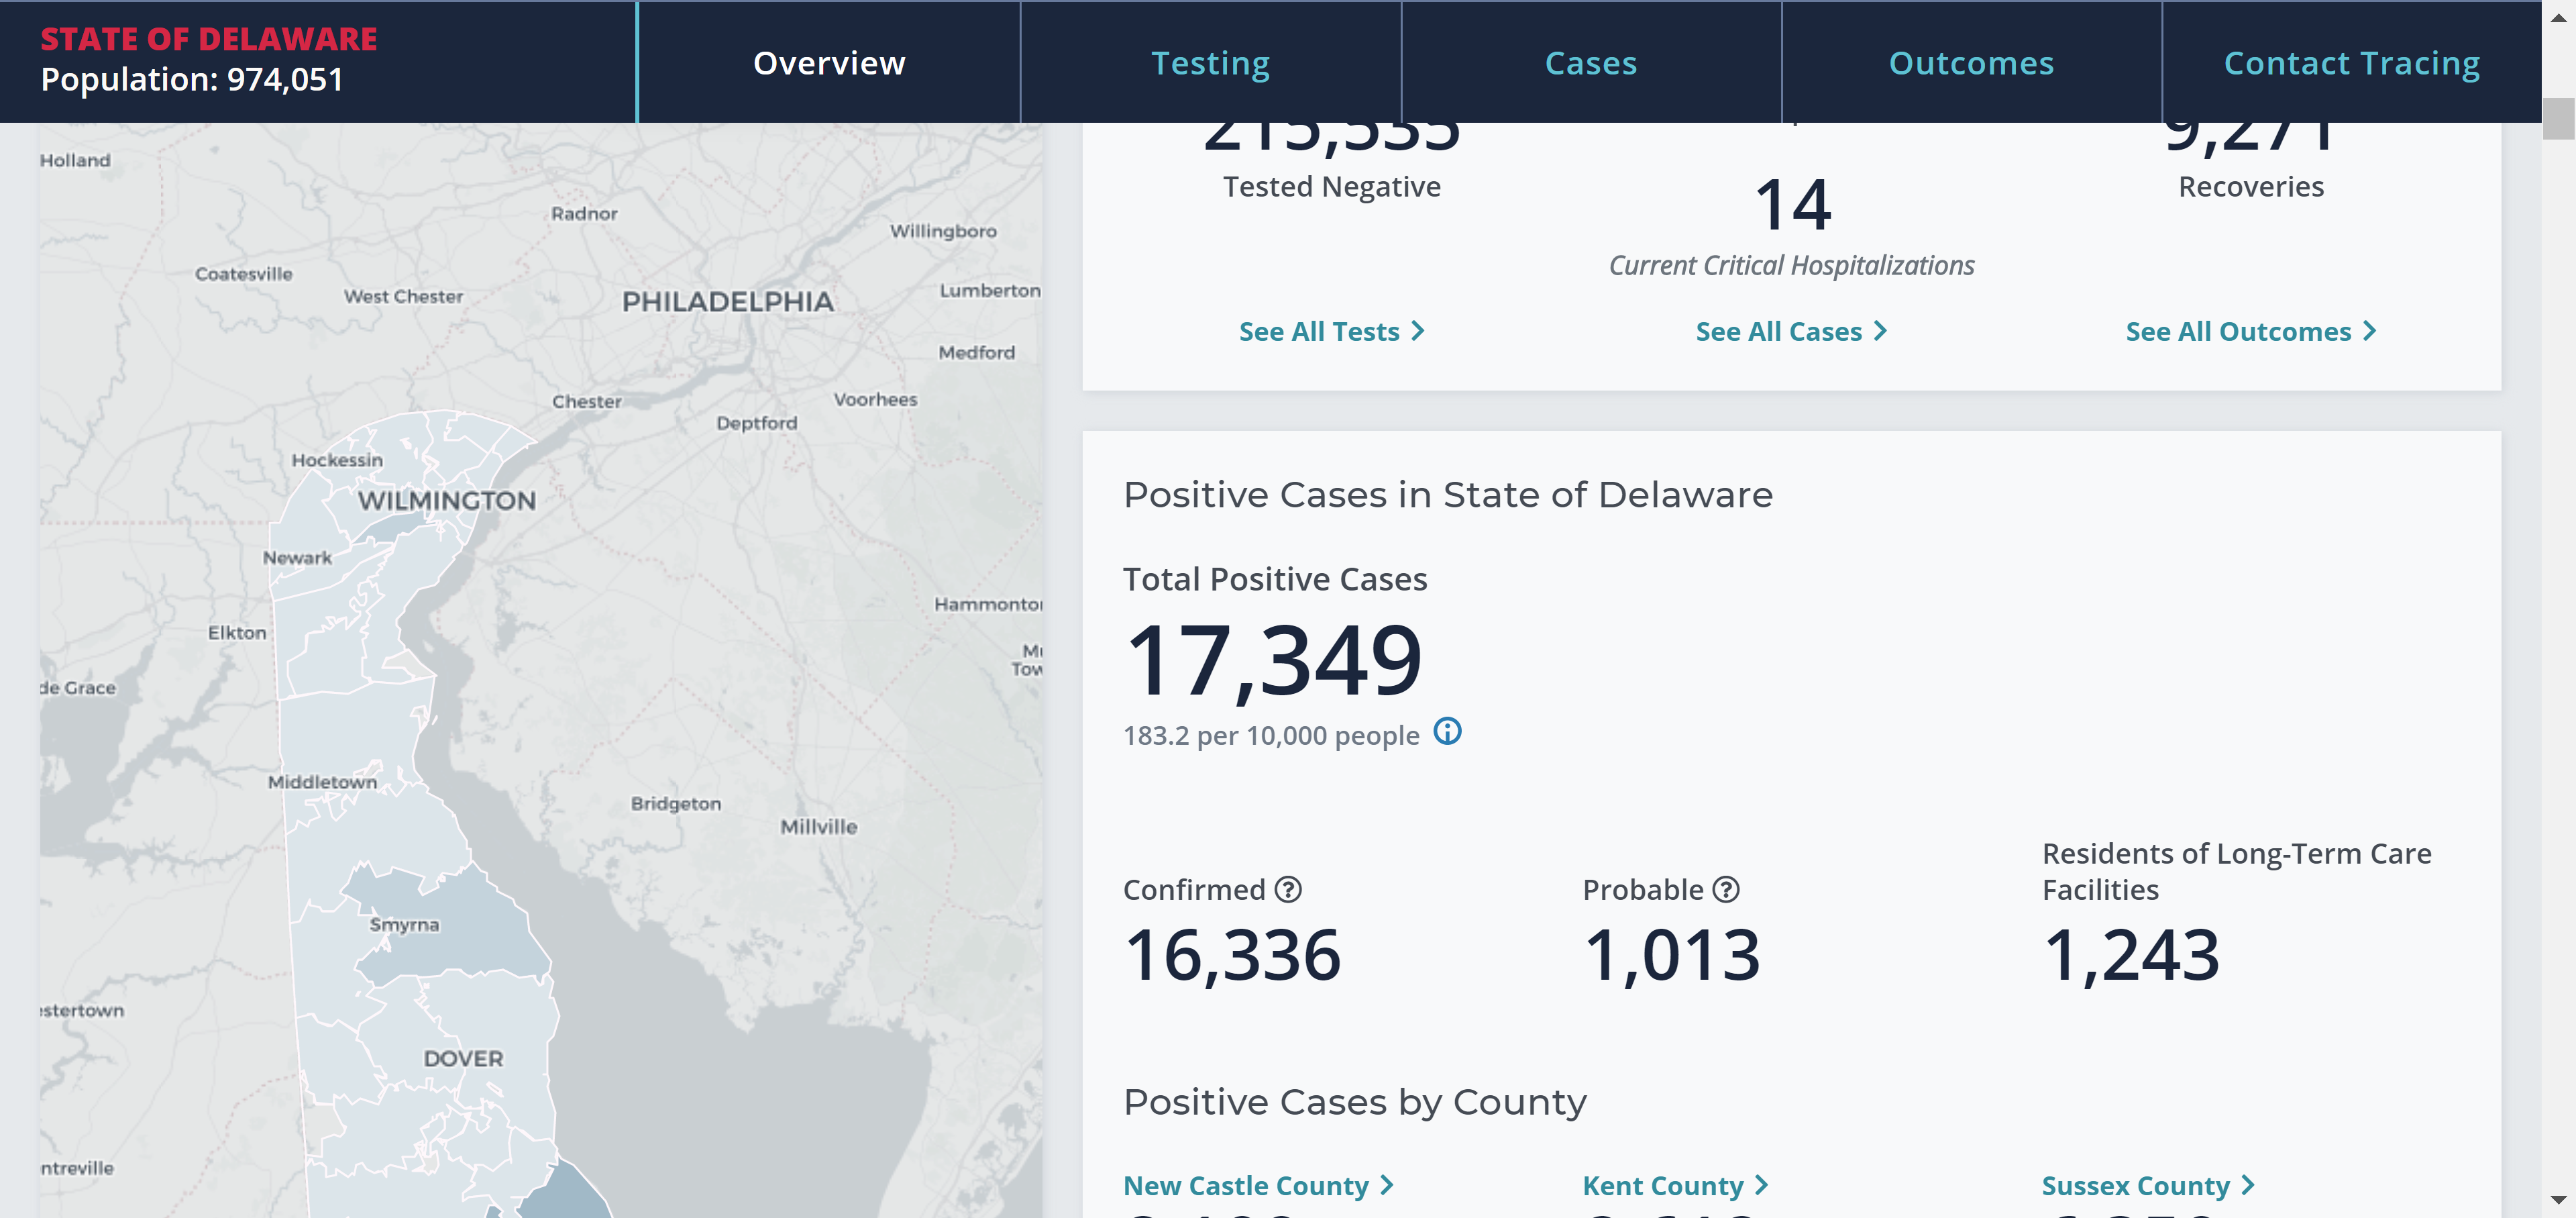 STATE OF DELAWARE
Population: 974,051
Overview
Testing
Cases
Outcomes
Contact Tracing
215,535
Tested Negative
14
Current Critical Hospitalizations
9,271
Recoveries
See All Tests
See All Cases
See All Outcomes
Positive Cases in State of Delaware
Total Positive Cases
17,349
183.2 per 10,000 people
Confirmed
16,336
Probable
1,013
Residents of Long-Term Care
Facilities
1,243
Positive Cases by County
New Castle County
Kent County
Sussex County
Holland
Radnor
Willingboro
Coatesville
West Chester
PHILADELPHIA
Lumberton
Medford
Chester
Voorhees
Deptford
Hockessin
WILMINGTON
Newark
Hammonto
Elkton
Tow
de Grace
Middletown
Bridgeton
Millville
Smyrna
estertown
DOVER
ntreville